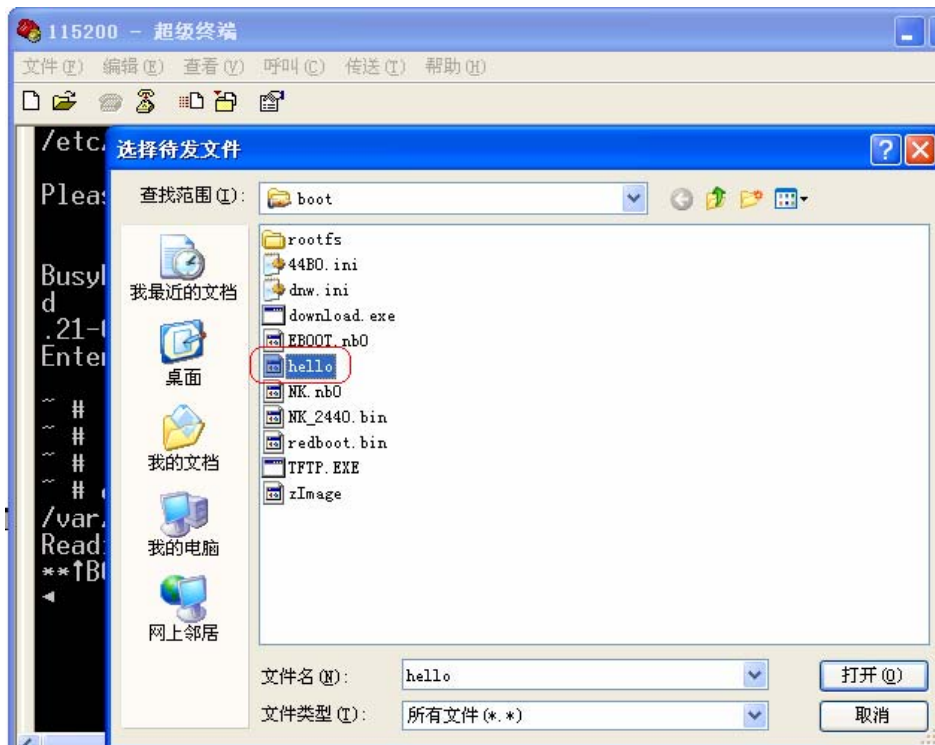 115200 - 超级终端
文件(F) 编辑(E) 查看(V) 呼叫(C) 传送(T) 帮助(H)
/etc
选择待发文件
Pleas
查找范围(I): boot
rootfs
44B0.ini
dnw.ini
download.exe
EBOOT.nb0
hello
NK.nb0
NK_2440.bin
redboot.bin
TFTP.EXE
zImage
我最近的文档
桌面
我的文档
我的电脑
网上邻居
Busy
d
.21-
Enter
~ #
~ #
~ #
~ #
/var
Read
**↑B
文件名(N): hello 打开(O)
文件类型(T): 所有文件(*.*) 取消